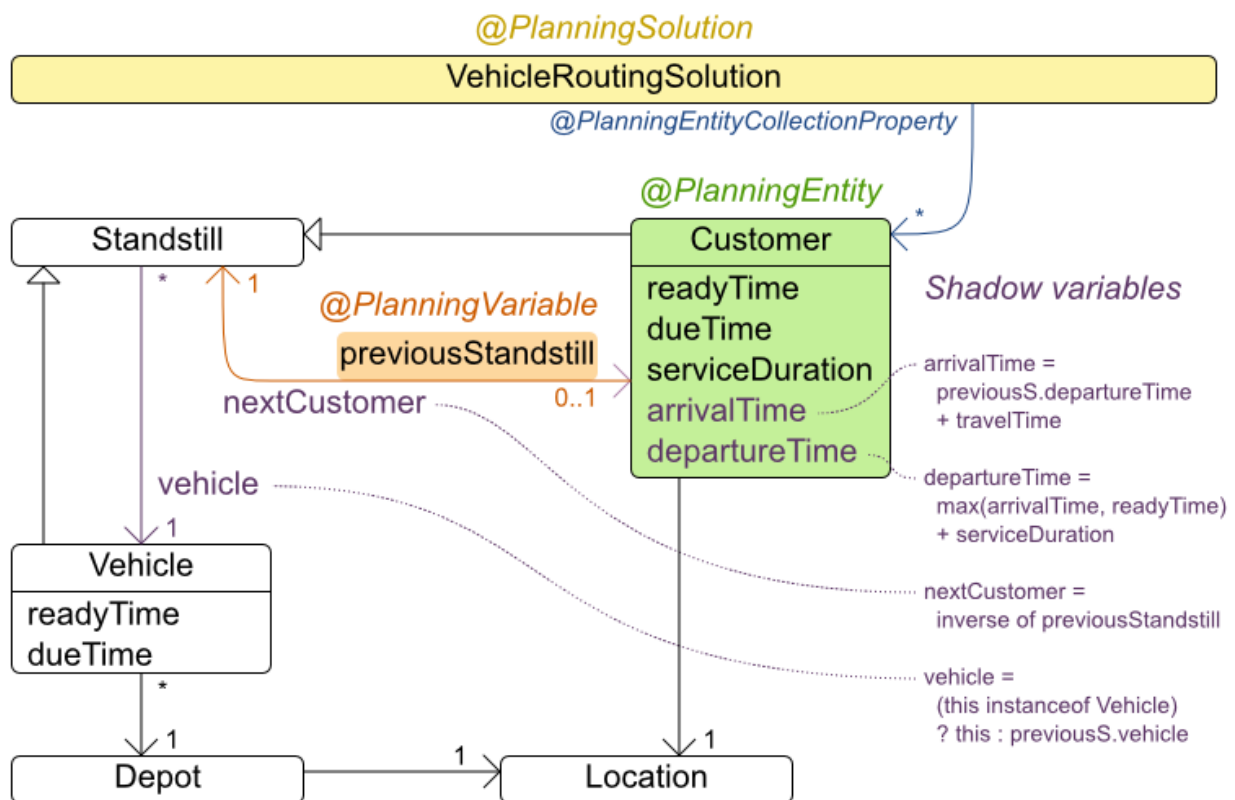 @PlanningSolution
VehicleRoutingSolution
@PlanningEntityCollectionProperty
@PlanningEntity
*
Standstill
Customer
*
1
@PlanningVariable
previousStandstill
nextCustomer
0..1
readyTime
dueTime
serviceDuration
arrivalTime
departureTime
Shadow variables
arrivalTime =
previousS.departureTime
+ travelTime
departureTime =
max(arrivalTime, readyTime)
+ serviceDuration
nextCustomer =
inverse of previousStandstill
vehicle =
(this instanceof Vehicle)
? this : previousS.vehicle
vehicle
1
Vehicle
readyTime
dueTime
*
1
Depot
1
1
Location